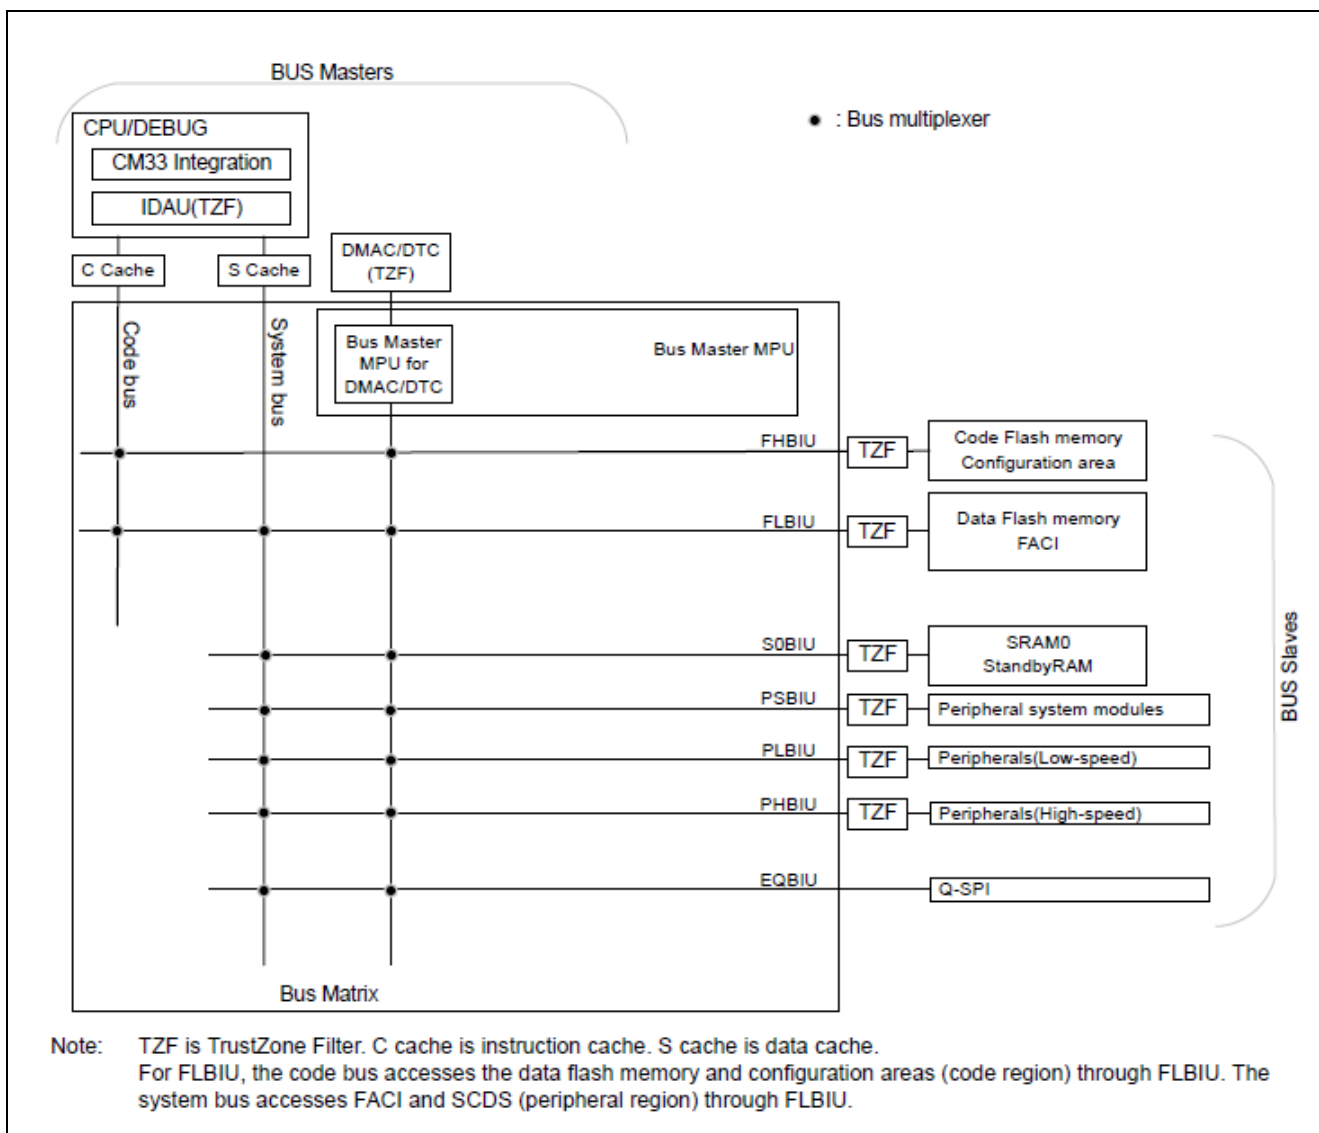 BUS Masters
CPU/DEBUG
CM33 Integration
IDAU(TZF)
● : Bus multiplexer
C Cache
S Cache
DMAC/DTC
(TZF)
Code bus
System bus
Bus Master
MPU for
DMAC/DTC
Bus Master MPU
FHBIU
TZF
Code Flash memory
Configuration area
FLBIU
TZF
Data Flash memory
FACI
S0BIU
TZF
SRAM0
StandbyRAM
PSBIU
TZF
Peripheral system modules
PLBIU
TZF
Peripherals(Low-speed)
PHBIU
TZF
Peripherals(High-speed)
EQBIU
Q-SPI
BUS Slaves
Bus Matrix
Note: TZF is TrustZone Filter. C cache is instruction cache. S cache is data cache.
For FLBIU, the code bus accesses the data flash memory and configuration areas (code region) through FLBIU. The
system bus accesses FACI and SCDS (peripheral region) through FLBIU.